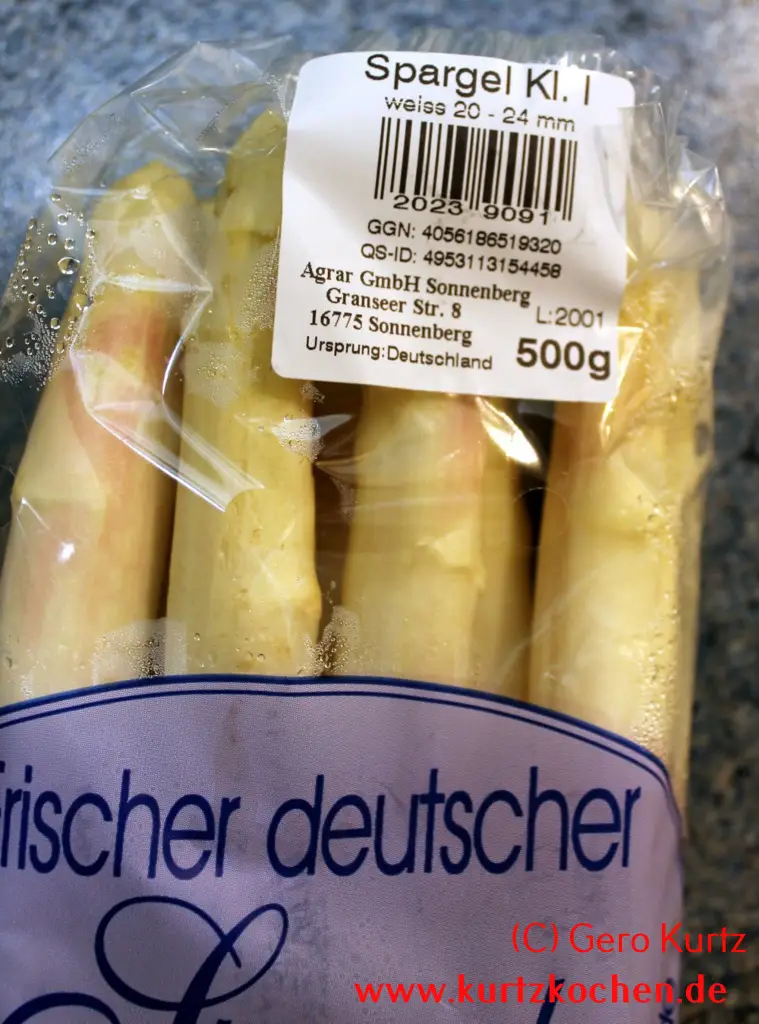 Spargel Kl. I
weiss 20 - 24 mm
2023 9091
GGN: 4056186519320
QS-ID: 4953113154458
Agrar GmbH Sonnenberg
Granseer Str. 8
L:2001
16775 Sonnenberg
Ursprung:Deutschland
500g
frischer deutscher
(C) Gero Kurtz
www.kurtzkochen.de